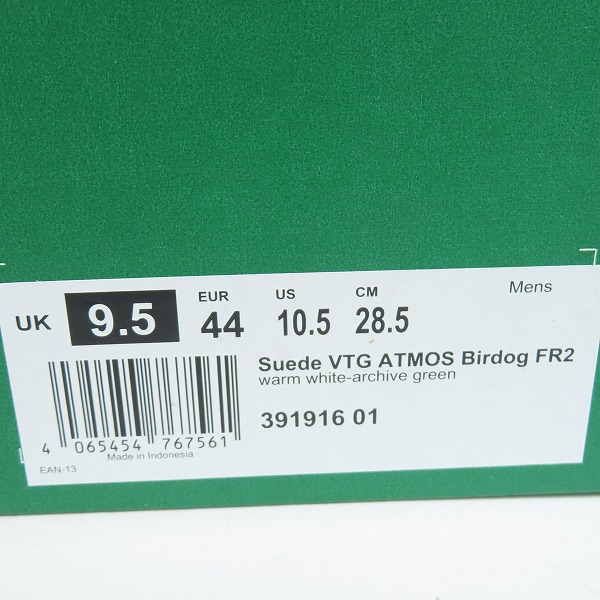 UK 9.5 EUR 44 US 10.5 CM 28.5 Mens
Suede VTG ATMOS Birdog FR2
warm white-archive green
391916 01
4 065454 767561
Made in Indonesia
EAN-13